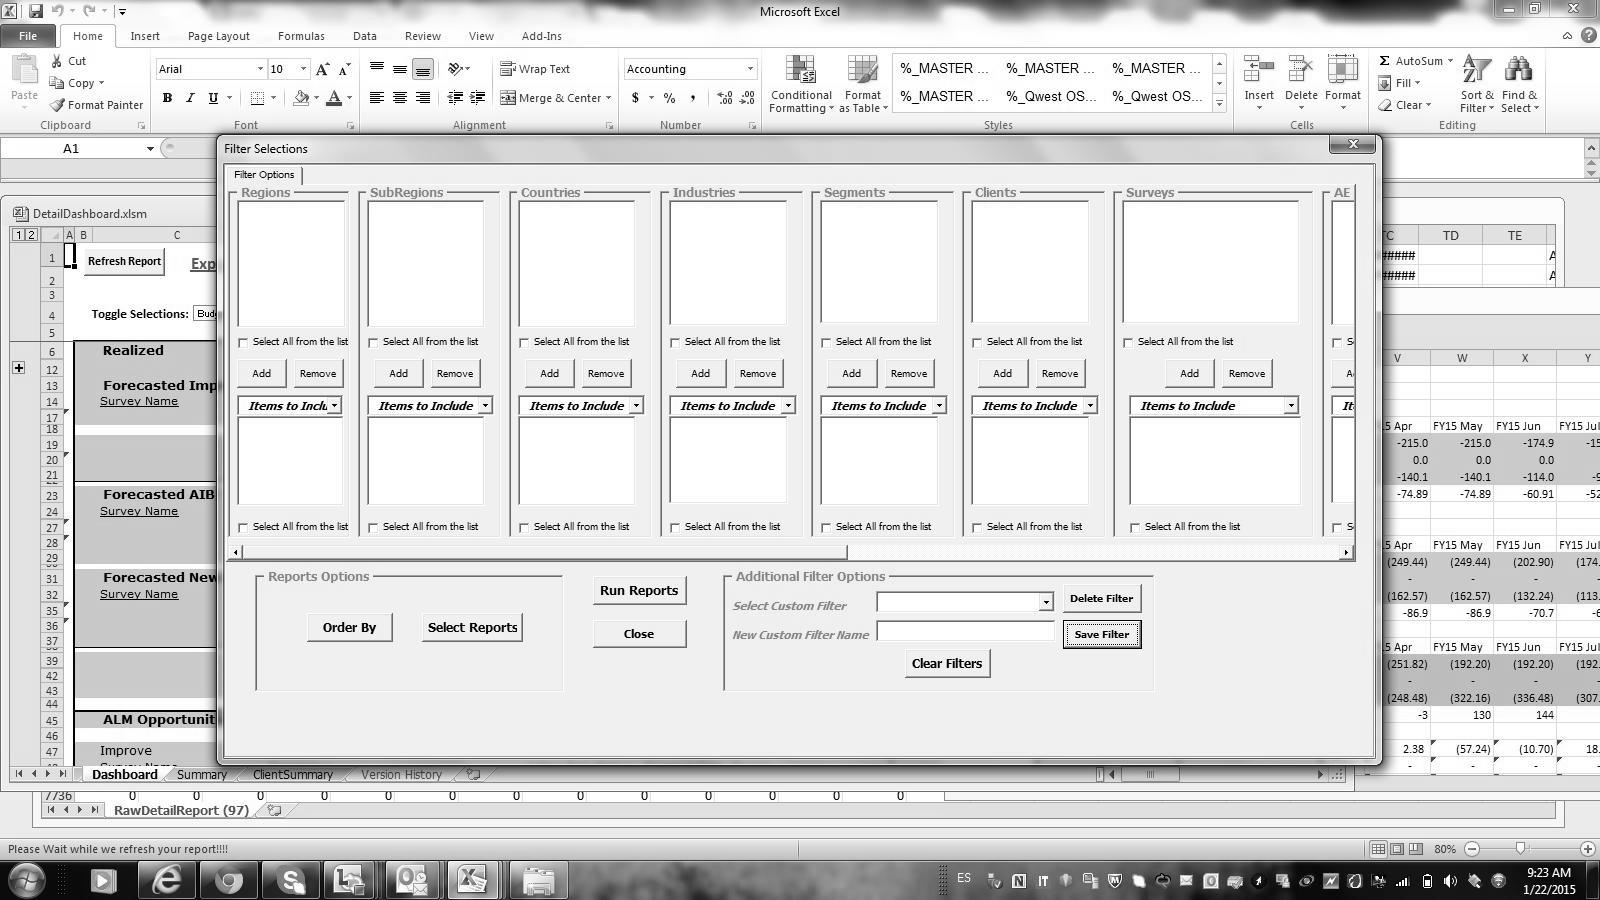 Microsoft Excel
File Home Insert Page Layout Formulas Data Review View Add-Ins
Paste
Cut
Copy
Format Painter
Clipboard
Arial 10
B I U
Font
Wrap Text
Merge & Center
Alignment
Accounting
$ % ,
Number
Conditional Formatting
Format as Table
%_MASTER ... %_MASTER ... %_MASTER ...
%_MASTER ... %_Qwest OS... %_Qwest OS...
Styles
Insert Delete Format
Cells
AutoSum
Fill
Clear
Sort & Filter
Find & Select
Editing
A1
Filter Selections
Filter Options
Regions SubRegions Countries Industries Segments Clients Surveys AE
Select All from the list Select All from the list Select All from the list Select All from the list Select All from the list Select All from the list Select All from the list
Add Remove Add Remove Add Remove Add Remove Add Remove Add Remove Add Remove
Items to Inclu Items to Include Items to Include Items to Include Items to Include Items to Include Items to Include
Select All from the list Select All from the list Select All from the list Select All from the list Select All from the list Select All from the list Select All from the list
Reports Options
Order By Select Reports
Run Reports
Close
Additional Filter Options
Select Custom Filter Delete Filter
New Custom Filter Name Save Filter
Clear Filters
DetailDashboard.xlsm
1 2 A B C
1 Refresh Report Exp
2
3
4 Toggle Selections: Bud
5
6 Realized
12
13 Forecasted Imp
14 Survey Name
17
18
19
20
21
23 Forecasted AIB
24 Survey Name
27
28
29
31 Forecasted New
32 Survey Name
35
36
37
39
42
43
44
45 ALM Opportunit
46
47 Improve
TC TD TE
##### A
##### A
V W X Y
15 Apr FY15 May FY15 Jun FY15 Jul
-215.0 -215.0 -174.9 -15
0.0 0.0 0.0
-140.1 -140.1 -114.0 -9
-74.89 -74.89 -60.91 -52
15 Apr FY15 May FY15 Jun FY15 Jul
(249.44) (249.44) (202.90) (174.
- - -
(162.57) (162.57) (132.24) (113.
-86.9 -86.9 -70.7 -6
15 Apr FY15 May FY15 Jun FY15 Jul
(251.82) (192.20) (192.20) (192.
- - -
(248.48) (322.16) (336.48) (307.
-3 130 144
2.38 (57.24) (10.70) 18.
- - - -
Dashboard Summary ClientSummary Version History
7736 0 0 0 0 0 0 0 0 0 0 0 0 0
RawDetailReport (97)
Please Wait while we refresh your report!!!!
80%
ES
9:23 AM
1/22/2015